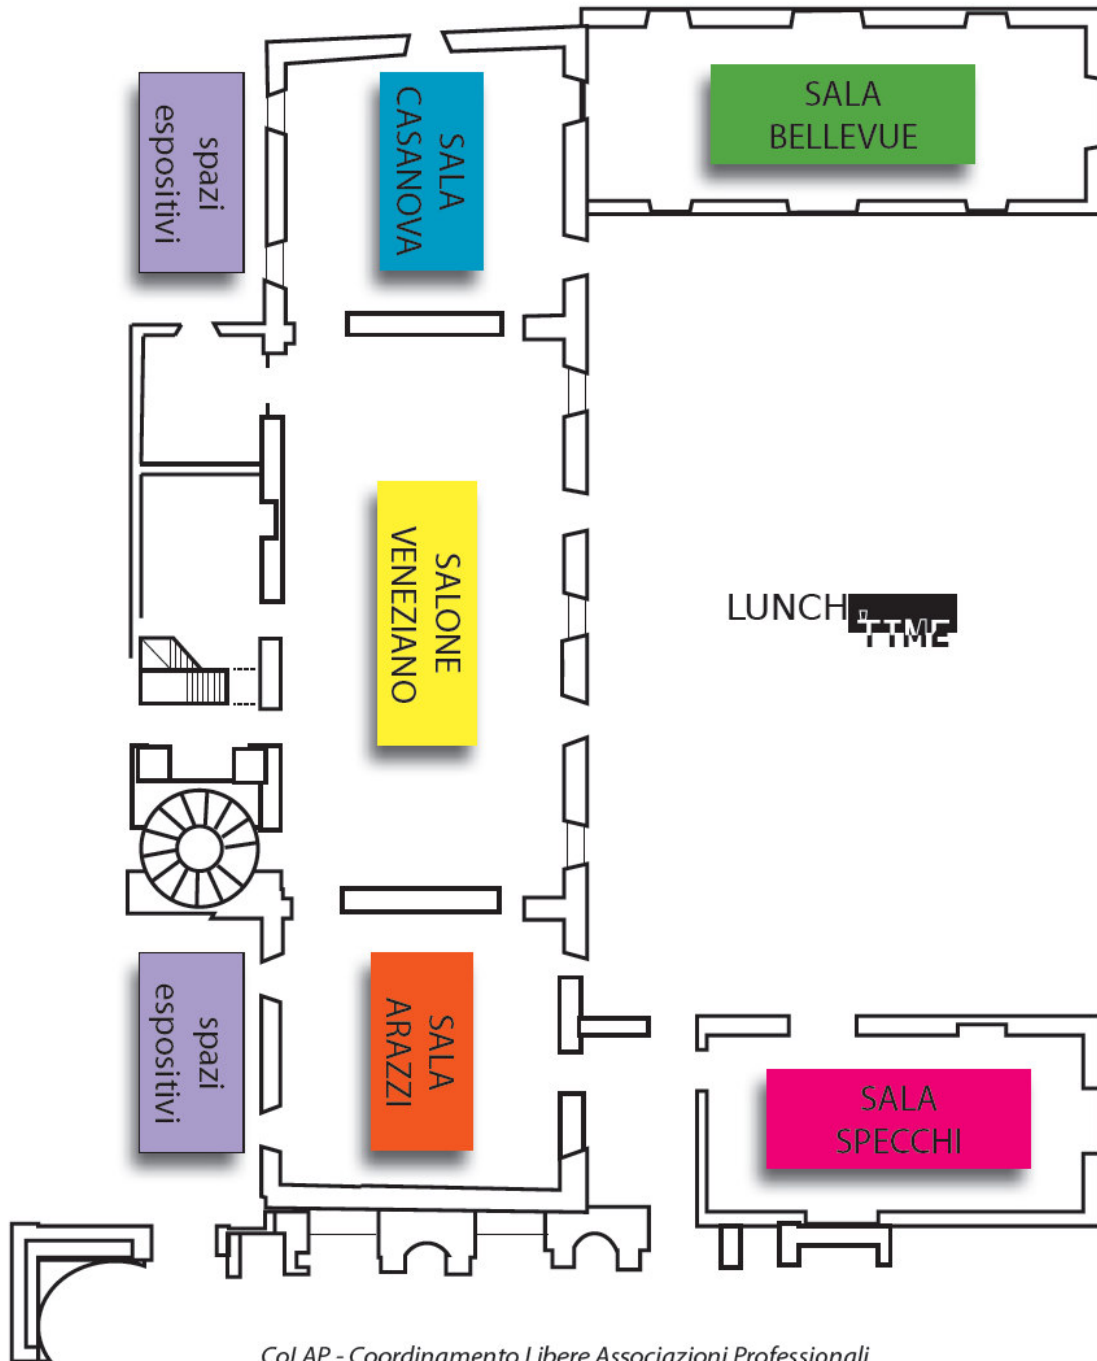 spazi
espositivi
SALA
CASANOVA
SALA
BELLEVUE
SALONE
VENEZIANO
LUNCH TIME
spazi
espositivi
SALA
ARAZZI
SALA
SPECCHI
CoLAP - Coordinamento Libere Associazioni Professionali